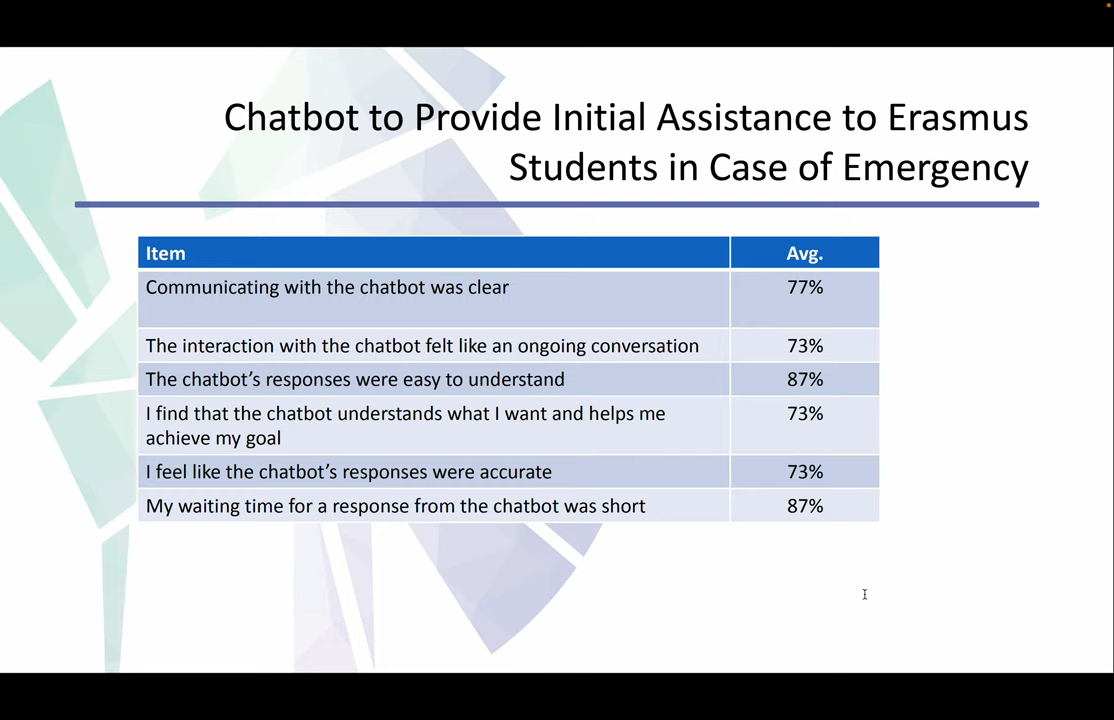 Chatbot to Provide Initial Assistance to Erasmus
Students in Case of Emergency
Item Avg.
Communicating with the chatbot was clear 77%
The interaction with the chatbot felt like an ongoing conversation 73%
The chatbot’s responses were easy to understand 87%
I find that the chatbot understands what I want and helps me 73%
achieve my goal
I feel like the chatbot’s responses were accurate 73%
My waiting time for a response from the chatbot was short 87%